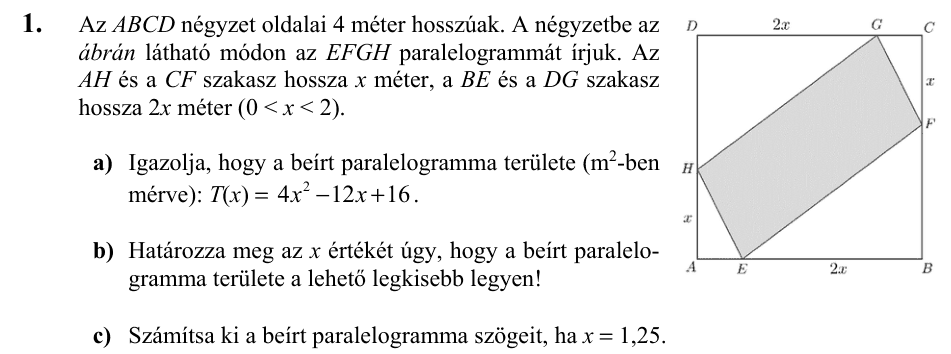 1. Az ABCD négyzet oldalai 4 méter hosszúak. A négyzetbe az
ábrán látható módon az EFGH paralelogrammát írjuk. Az
AH és a CF szakasz hossza x méter, a BE és a DG szakasz
hossza 2x méter (0 < x < 2).
a) Igazolja, hogy a beírt paralelogramma területe (m²-ben
mérve): T(x) = 4x² −12x+16.
b) Határozza meg az x értékét úgy, hogy a beírt paralelo-
gramma területe a lehető legkisebb legyen!
c) Számítsa ki a beírt paralelogramma szögeit, ha x = 1,25.
D 2x G C
x
F
H
x
A E 2x B